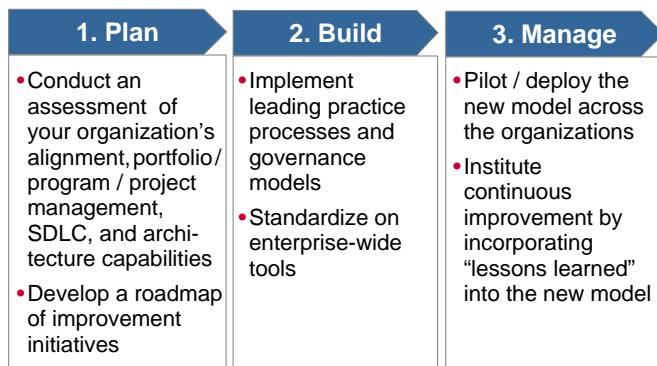 1. Plan
• Conduct an
assessment of
your organization's
alignment, portfolio/
program / project
management,
SDLC, and archi-
tecture capabilities
• Develop a roadmap
of improvement
initiatives
2. Build
• Implement
leading practice
processes and
governance
models
• Standardize on
enterprise-wide
tools
3. Manage
• Pilot / deploy the
new model across
the organizations
• Institute
continuous
improvement by
incorporating
“lessons learned”
into the new model